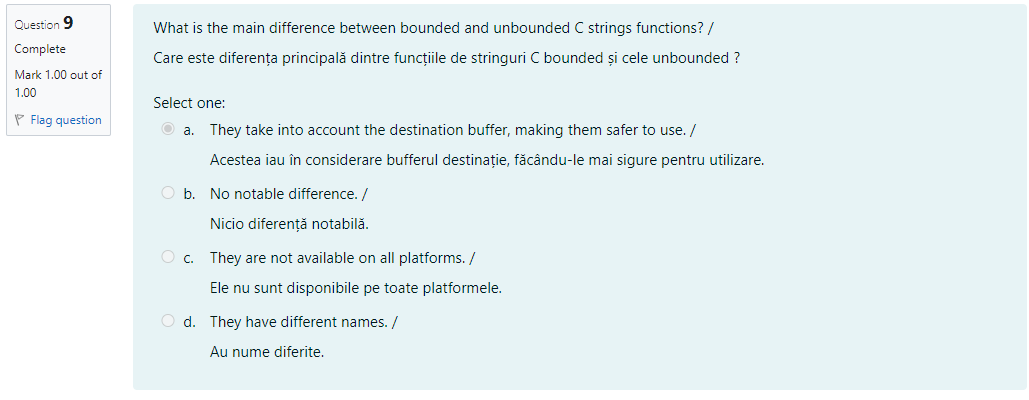 Question 9
Complete
Mark 1.00 out of
1.00
Flag question
What is the main difference between bounded and unbounded C strings functions? /
Care este diferența principală dintre funcțiile de stringuri C bounded și cele unbounded ?
Select one:
a. They take into account the destination buffer, making them safer to use. /
Acestea iau în considerare bufferul destinație, făcându-le mai sigure pentru utilizare.
b. No notable difference. /
Nicio diferență notabilă.
c. They are not available on all platforms. /
Ele nu sunt disponibile pe toate platformele.
d. They have different names. /
Au nume diferite.